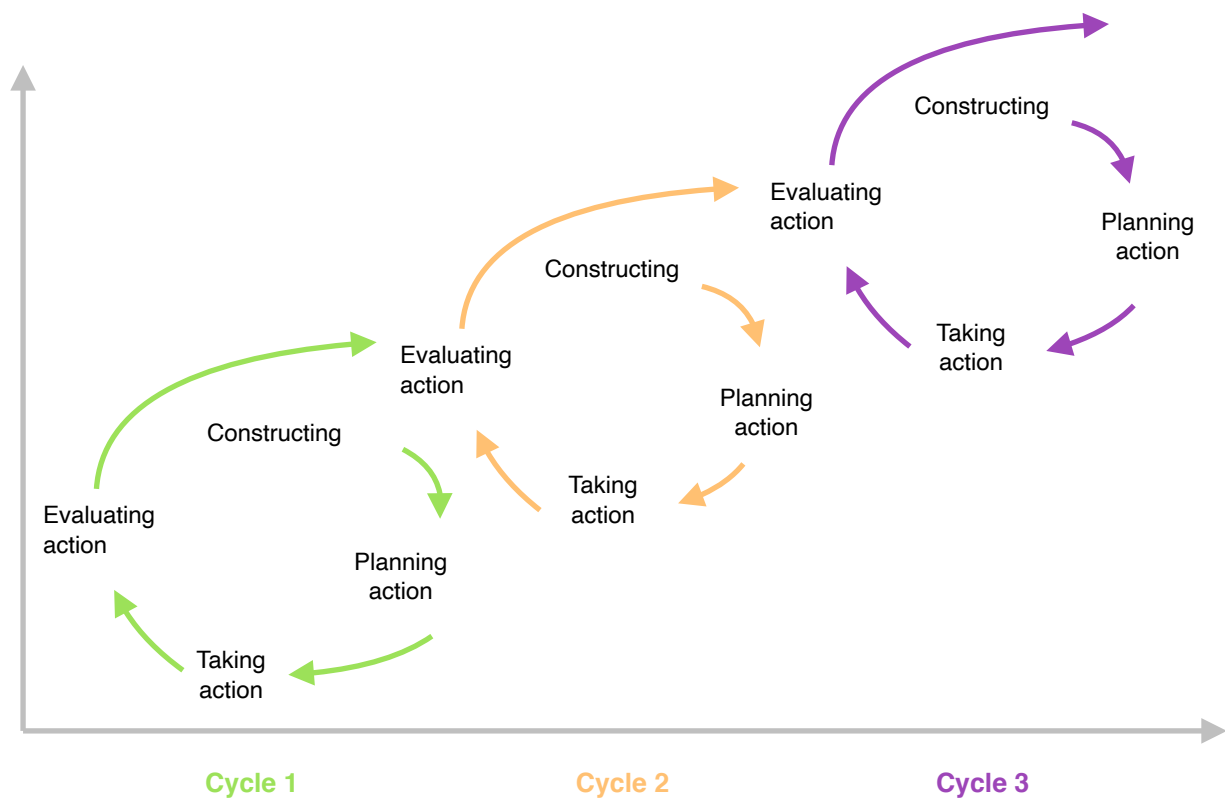 Constructing
Evaluating
action
Planning
action
Taking
action
Constructing
Evaluating
action
Planning
action
Taking
action
Constructing
Evaluating
action
Planning
action
Taking
action
Cycle 1
Cycle 2
Cycle 3